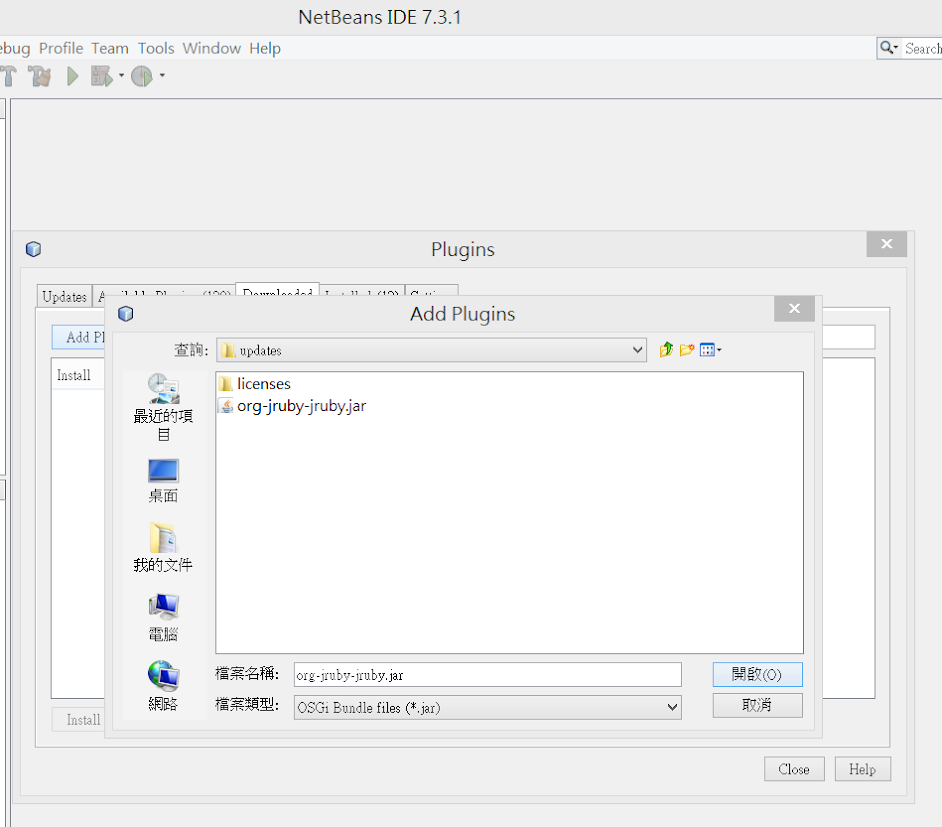 NetBeans IDE 7.3.1
ebug Profile Team Tools Window Help
Search
Plugins
Updates
Downloaded
Add Plugins
Add Pl
查詢: updates
Install
licenses
org-jruby-jruby.jar
最近的項
目
桌面
我的文件
電腦
網路
檔案名稱: org-jruby-jruby.jar 開啟(O)
檔案類型: OSGi Bundle files (*.jar) 取消
Install
Close Help